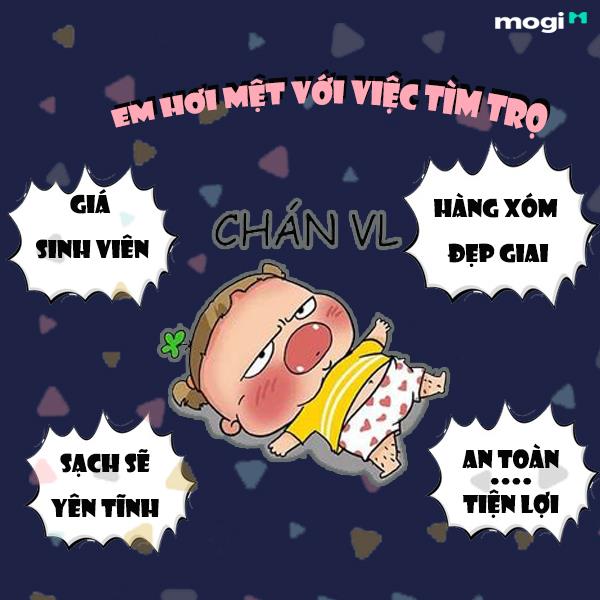 mogi
EM HƠI MỆT VỚI VIỆC TÌM TRỌ
GIÁ
SINH VIÊN
HÀNG XÓM
ĐẸP GIAI
CHÁN VL
SẠCH SẼ
YÊN TĨNH
AN TOÀN
....
TIỆN LỢI